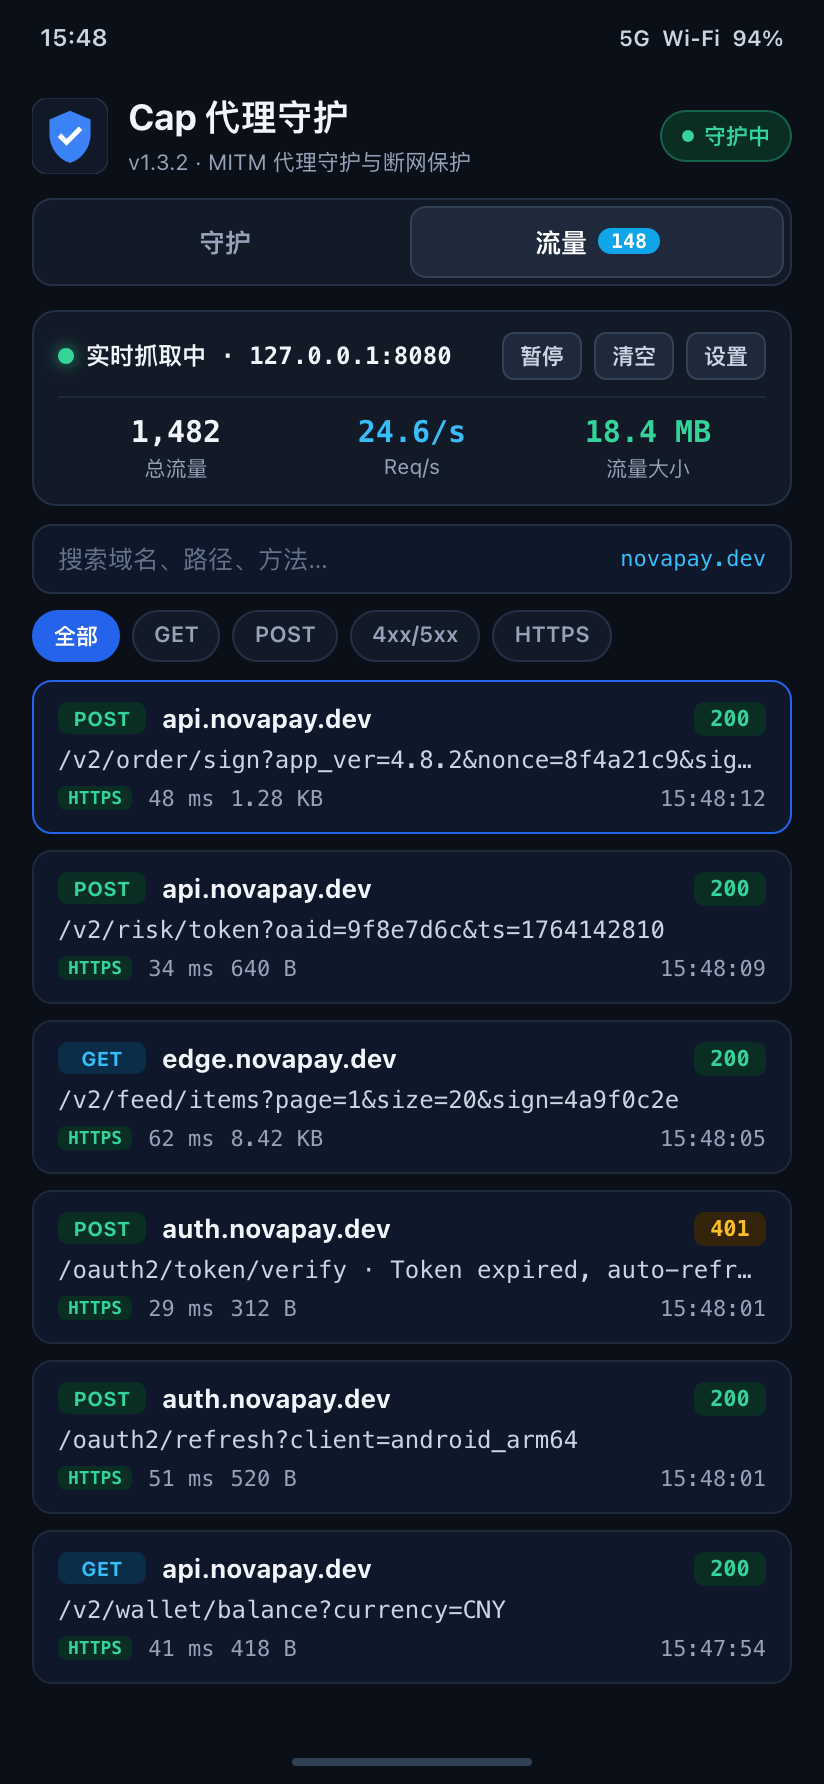 15:48
5G Wi-Fi 94%
Cap 代理守护
v1.3.2 · MITM 代理守护与断网保护
守护中
守护
流量 148
实时抓取中 · 127.0.0.1:8080
暂停
清空
设置
1,482
24.6/s
18.4 MB
总流量
Req/s
流量大小
搜索域名、路径、方法…
novapay.dev
全部
GET
POST
4xx/5xx
HTTPS
POST api.novapay.dev 200
/v2/order/sign?app_ver=4.8.2&nonce=8f4a21c9&sig…
HTTPS 48 ms 1.28 KB 15:48:12
POST api.novapay.dev 200
/v2/risk/token?oaid=9f8e7d6c&ts=1764142810
HTTPS 34 ms 640 B 15:48:09
GET edge.novapay.dev 200
/v2/feed/items?page=1&size=20&sign=4a9f0c2e
HTTPS 62 ms 8.42 KB 15:48:05
POST auth.novapay.dev 401
/oauth2/token/verify · Token expired, auto-refr…
HTTPS 29 ms 312 B 15:48:01
POST auth.novapay.dev 200
/oauth2/refresh?client=android_arm64
HTTPS 51 ms 520 B 15:48:01
GET api.novapay.dev 200
/v2/wallet/balance?currency=CNY
HTTPS 41 ms 418 B 15:47:54